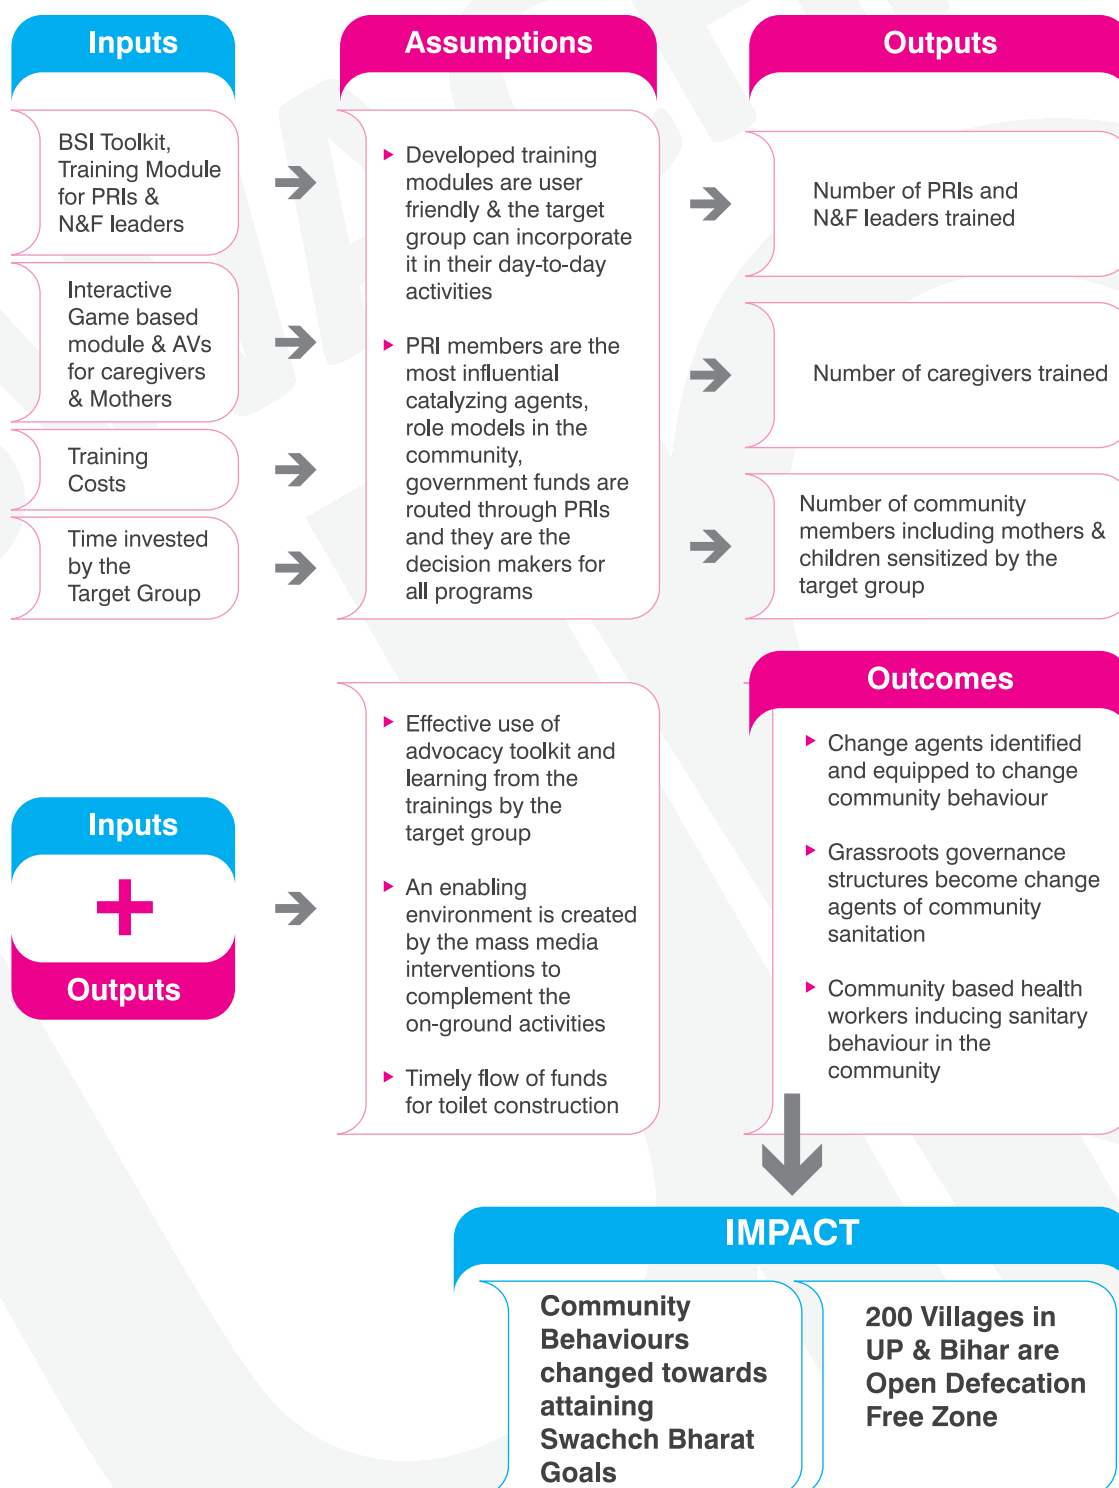 Inputs
Assumptions
Outputs
BSI Toolkit,
Training Module
for PRIs &
N&F leaders
Interactive
Game based
module & AVs
for caregivers
& Mothers
Training
Costs
Time invested
by the
Target Group
Developed training
modules are user
friendly & the target
group can incorporate
it in their day-to-day
activities
PRI members are the
most influential
catalyzing agents,
role models in the
community,
government funds are
routed through PRIs
and they are the
decision makers for
all programs
Number of PRIs and
N&F leaders trained
Number of caregivers trained
Number of community
members including mothers &
children sensitized by the
target group
Inputs
+
Outputs
Effective use of
advocacy toolkit and
learning from the
trainings by the
target group
An enabling
environment is created
by the mass media
interventions to
complement the
on-ground activities
Timely flow of funds
for toilet construction
Outcomes
Change agents identified
and equipped to change
community behaviour
Grassroots governance
structures become change
agents of community
sanitation
Community based health
workers inducing sanitary
behaviour in the
community
IMPACT
Community
Behaviours
changed towards
attaining
Swachch Bharat
Goals
200 Villages in
UP & Bihar are
Open Defecation
Free Zone